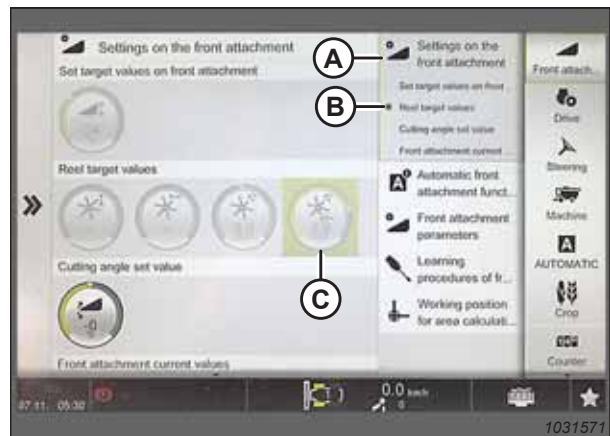 Settings on the front attachment
Set target values on front attachment
Reel target values
Cutting angle set value
-0
Front attachment current values
A
B
C
Settings on the
front attachment
Set target values on front ...
Reel target values
Cutting angle set value
Front attachment current ...
Automatic front
attachment funct...
Front attachment
parameters
Learning
procedures of fr...
Working position
for area calculati...
Front attach...
Drive
Steering
Machine
AUTOMATIC
Crop
Counter
07.11. 05:30
0.0 km/h
0
1031571